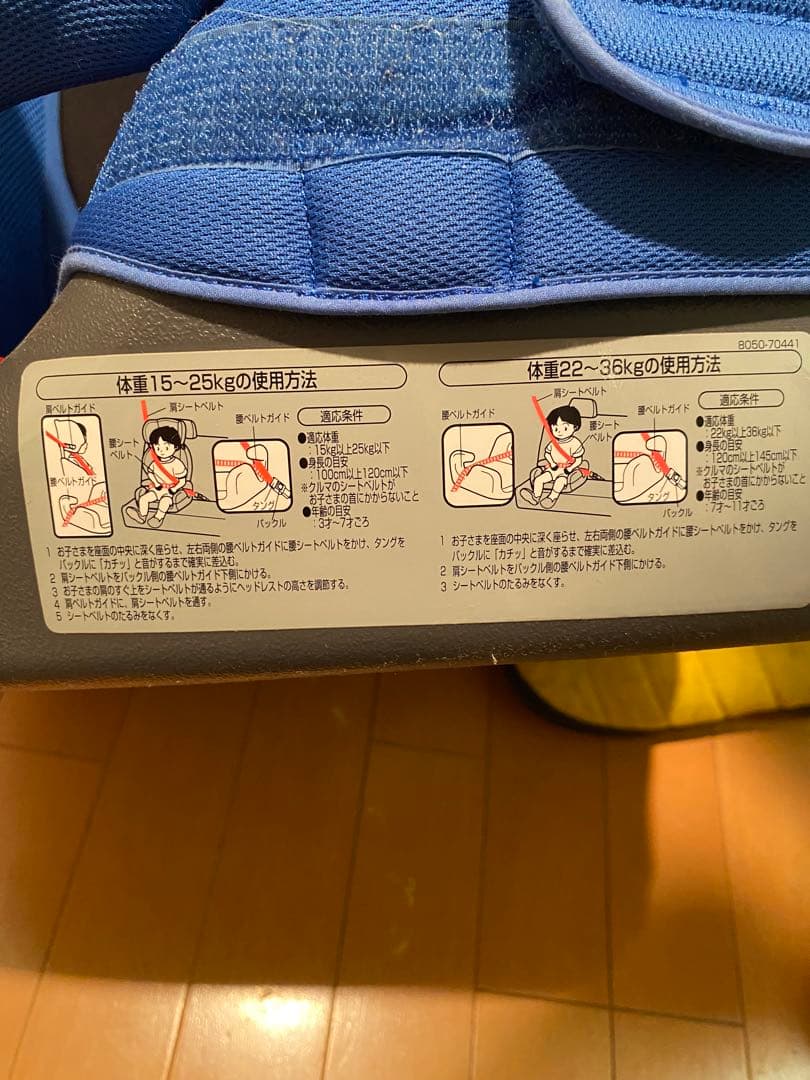 8050-70441
体重15～25kgの使用方法
肩ベルトガイド
肩シートベルト
腰シート
ベルト
腰ベルトガイド
腰ベルトガイド
タング
バックル
適応条件
●適応体重
：15kg以上25kg以下
●身長の目安
：100cm以上120cm以下
※クルマのシートベルトが
お子さまの首にかからないこと
●年齢の目安
：3才～7才ごろ
1 お子さまを座面の中央に深く座らせ、左右両側の腰ベルトガイドに腰シートベルトをかけ、タングを
バックルに「カチッ」と音がするまで確実に差込む。
2 肩シートベルトをバックル側の腰ベルトガイド下側にかける。
3 お子さまの肩のすぐ上をシートベルトが通るようにヘッドレストの高さを調節する。
4 肩ベルトガイドに、肩シートベルトを通す。
5 シートベルトのたるみをなくす。
体重22～36kgの使用方法
腰ベルトガイド
肩シートベルト
腰シート
ベルト
腰ベルトガイド
タング
バックル
適応条件
●適応体重
：22kg以上36kg以下
●身長の目安
：120cm以上145cm以下
※クルマのシートベルトが
お子さまの首にかからないこと
●年齢の目安
：7才～11才ごろ
1 お子さまを座面の中央に深く座らせ、左右両側の腰ベルトガイドに腰シートベルトをかけ、タングを
バックルに「カチッ」と音がするまで確実に差込む。
2 肩シートベルトをバックル側の腰ベルトガイド下側にかける。
3 シートベルトのたるみをなくす。